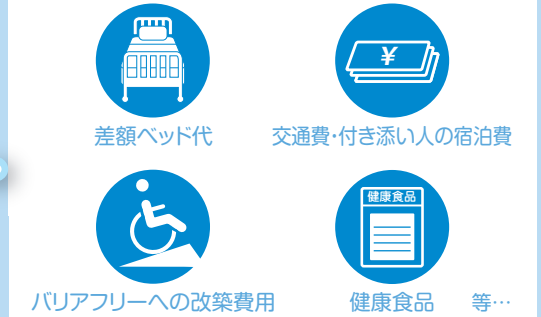 ¥
差額ベッド代
交通費・付き添い人の宿泊費
健康食品
バリアフリーへの改築費用
健康食品 等…